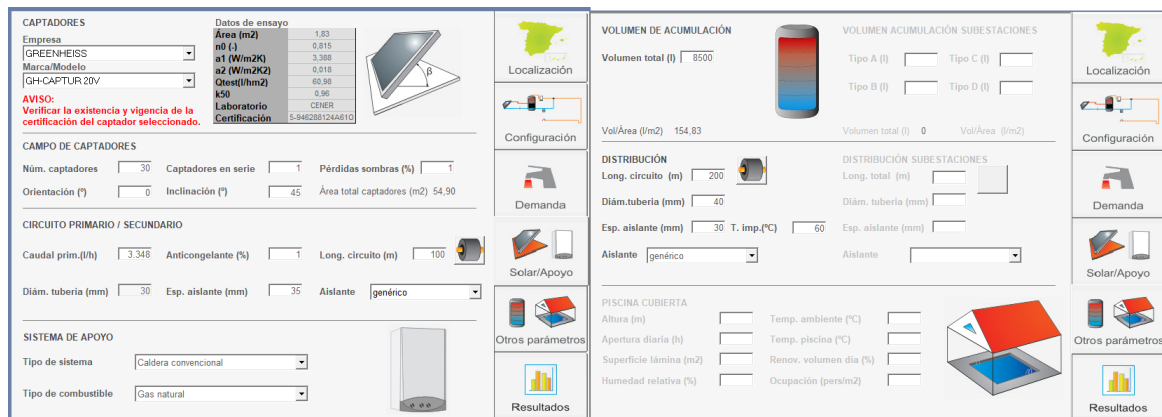 CAPTADORES
Empresa
GREENHEISS
Marca/Modelo
GH-CAPTUR 20V
AVISO:
Verificar la existencia y vigencia de la
certificación del captador seleccionado.
Datos de ensayo
Área (m2) 1,83
n0 (-) 0,815
a1 (W/m2K) 3,388
a2 (W/m2K2) 0,018
Qtest(l/hm2) 60,98
k50 0,96
Laboratorio CENER
Certificación 5-946288124A610
β
CAMPO DE CAPTADORES
Núm. captadores 30 Captadores en serie 1 Pérdidas sombras (%) 1
Orientación (º) 0 Inclinación (º) 45 Área total captadores (m2) 54,90
CIRCUITO PRIMARIO / SECUNDARIO
Caudal prim.(l/h) 3.348 Anticongelante (%) 1 Long. circuito (m) 100
Diám. tubería (mm) 30 Esp. aislante (mm) 35 Aislante genérico
SISTEMA DE APOYO
Tipo de sistema Caldera convencional
Tipo de combustible Gas natural
Localización
Configuración
Demanda
Solar/Apoyo
Otros parámetros
Resultados
VOLUMEN DE ACUMULACIÓN
Volumen total (l) 8500
Vol/Área (l/m2) 154,83
VOLUMEN ACUMULACIÓN SUBESTACIONES
Tipo A (l) Tipo C (l)
Tipo B (l) Tipo D (l)
Volumen total (l) 0 Vol/Área (l/m2)
DISTRIBUCIÓN
Long. circuito (m) 200
Diám.tuberia (mm) 40
Esp. aislante (mm) 30 T. imp.(ºC) 60
Aislante genérico
DISTRIBUCIÓN SUBESTACIONES
Long. total (m)
Diám. tuberia (mm)
Esp. aislante (mm)
Aislante
PISCINA CUBIERTA
Altura (m) Temp. ambiente (ºC)
Apertura diaria (h) Temp. piscina (ºC)
Superficie lámina (m2) Renov. volumen día (%)
Humedad relativa (%) Ocupación (pers/m2)
Localización
Configuración
Demanda
Solar/Apoyo
Otros parámetros
Resultados